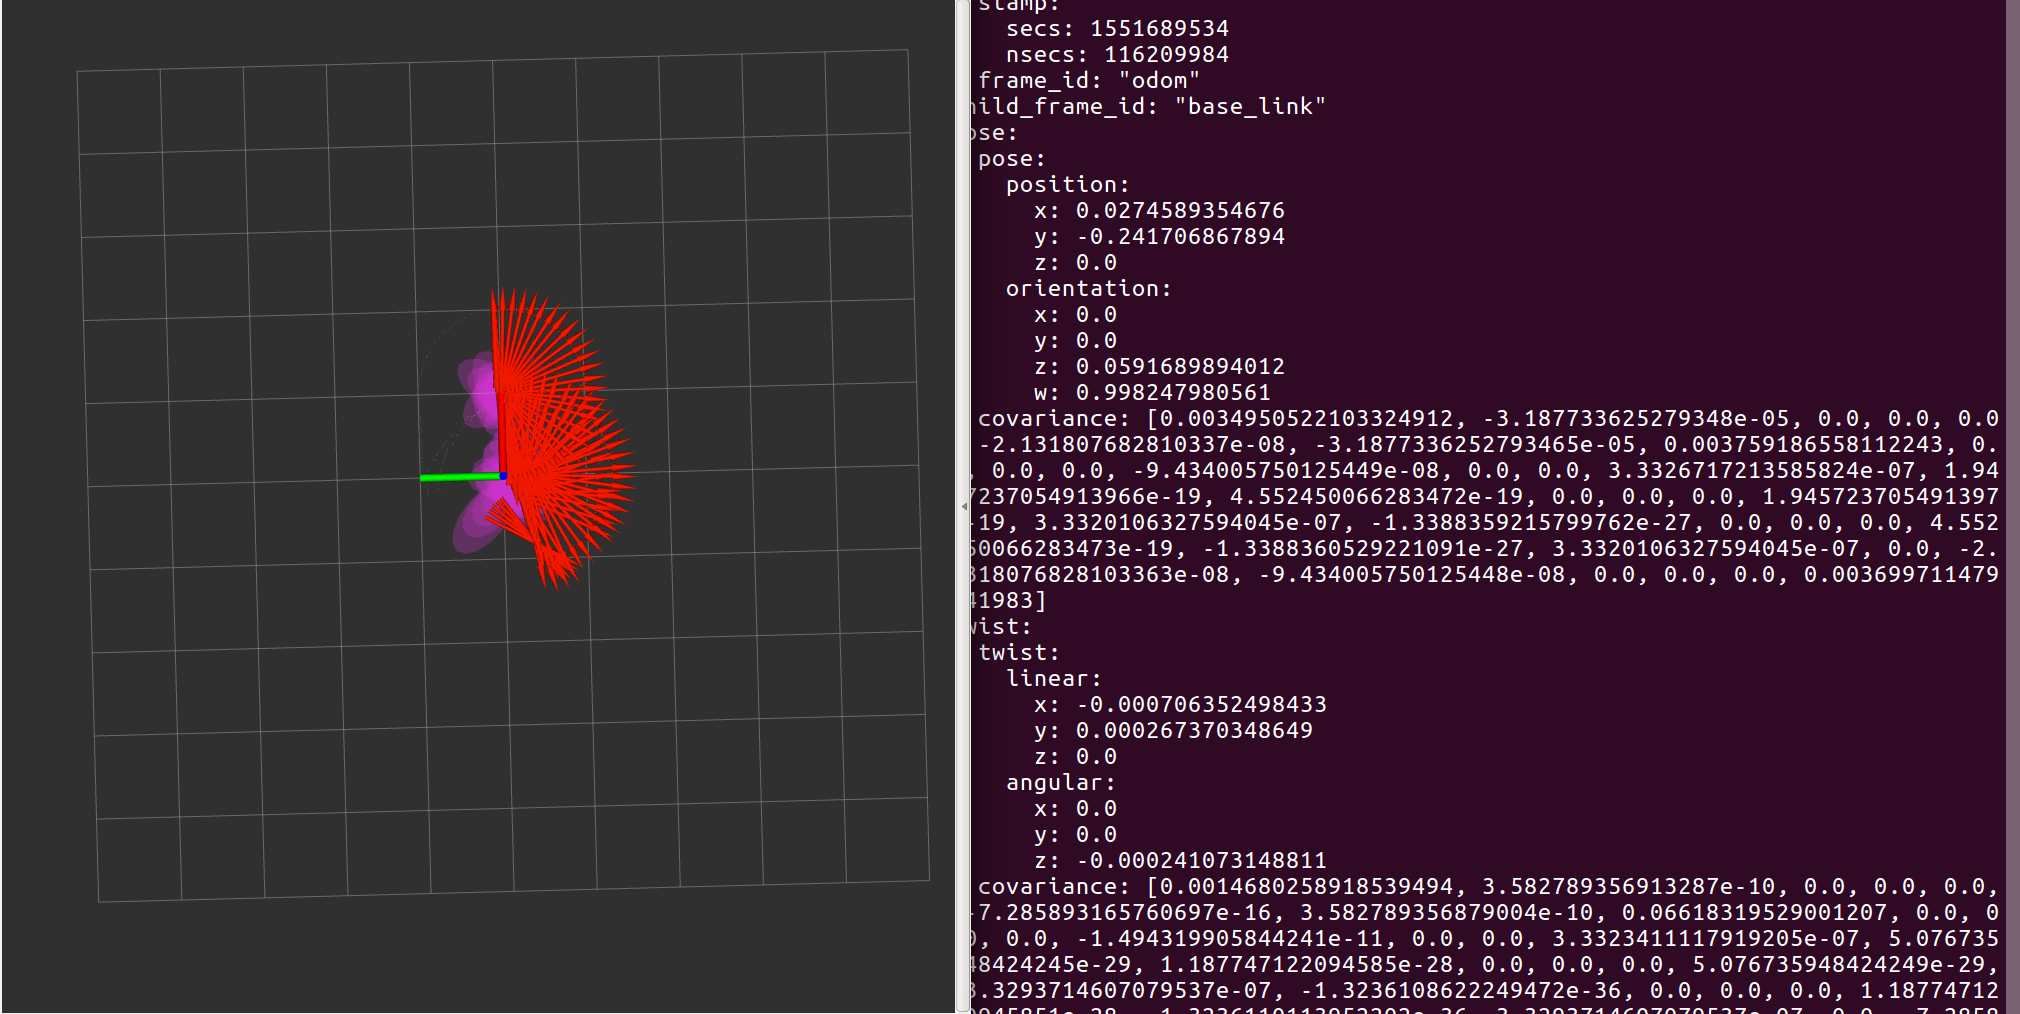 stamp:
secs: 1551689534
nsecs: 116209984
frame_id: "odom"
hild_frame_id: "base_link"
ose:
pose:
position:
x: 0.0274589354676
y: -0.241706867894
z: 0.0
orientation:
x: 0.0
y: 0.0
z: 0.0591689894012
w: 0.998247980561
covariance: [0.0034950522103324912, -3.187733625279348e-05, 0.0, 0.0, 0.0
-2.131807682810337e-08, -3.1877336252793465e-05, 0.003759186558112243, 0.
, 0.0, 0.0, -9.434005750125449e-08, 0.0, 0.0, 3.3326717213585824e-07, 1.94
7237054913966e-19, 4.552450066283472e-19, 0.0, 0.0, 0.0, 1.945723705491397
-19, 3.3320106327594045e-07, -1.3388359215799762e-27, 0.0, 0.0, 0.0, 4.552
50066283473e-19, -1.3388360529221091e-27, 3.3320106327594045e-07, 0.0, -2.
318076828103363e-08, -9.434005750125448e-08, 0.0, 0.0, 0.0, 0.003699711479
41983]
wist:
twist:
linear:
x: -0.000706352498433
y: 0.000267370348649
z: 0.0
angular:
x: 0.0
y: 0.0
z: -0.000241073148811
covariance: [0.0014680258918539494, 3.582789356913287e-10, 0.0, 0.0, 0.0,
-7.285893165760697e-16, 3.582789356879004e-10, 0.06618319529001207, 0.0, 0
, 0.0, -1.494319905844241e-11, 0.0, 0.0, 3.3323411117919205e-07, 5.076735
48424245e-29, 1.187747122094585e-28, 0.0, 0.0, 0.0, 5.076735948424249e-29,
3.3293714607079537e-07, -1.3236108622249472e-36, 0.0, 0.0, 0.0, 1.18774712